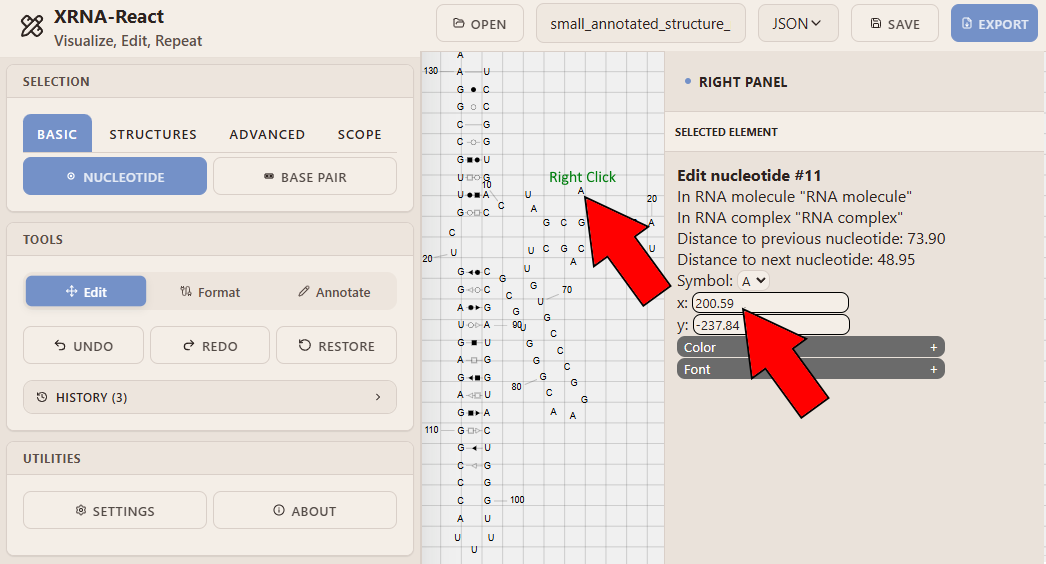 XRNA-React
Visualize, Edit, Repeat
OPEN
small_annotated_structure_
JSON
SAVE
EXPORT
SELECTION
BASIC
STRUCTURES
ADVANCED
SCOPE
NUCLEOTIDE
BASE PAIR
TOOLS
Edit
Format
Annotate
UNDO
REDO
RESTORE
HISTORY (3)
UTILITIES
SETTINGS
ABOUT
A
130 A U
G C
G C
C G
C G
G U
U G
10
U A
G C
C
U
A
Right Click
A
20
G C G
A
C
U
20
U C G C
U
A
G C
G C
A G
U A
G U
A G
G G
A U
G A
110 G C
G U
C G
C G
C G
100
A U
U U
U
U
G
C
G
G
U
90
U
G
70
U
G
C
C
G
G
C
C
80
G
G
C
G
A
A
RIGHT PANEL
SELECTED ELEMENT
Edit nucleotide #11
In RNA molecule "RNA molecule"
In RNA complex "RNA complex"
Distance to previous nucleotide: 73.90
Distance to next nucleotide: 48.95
Symbol: A
x: 200.59
y: -237.84
Color +
Font +